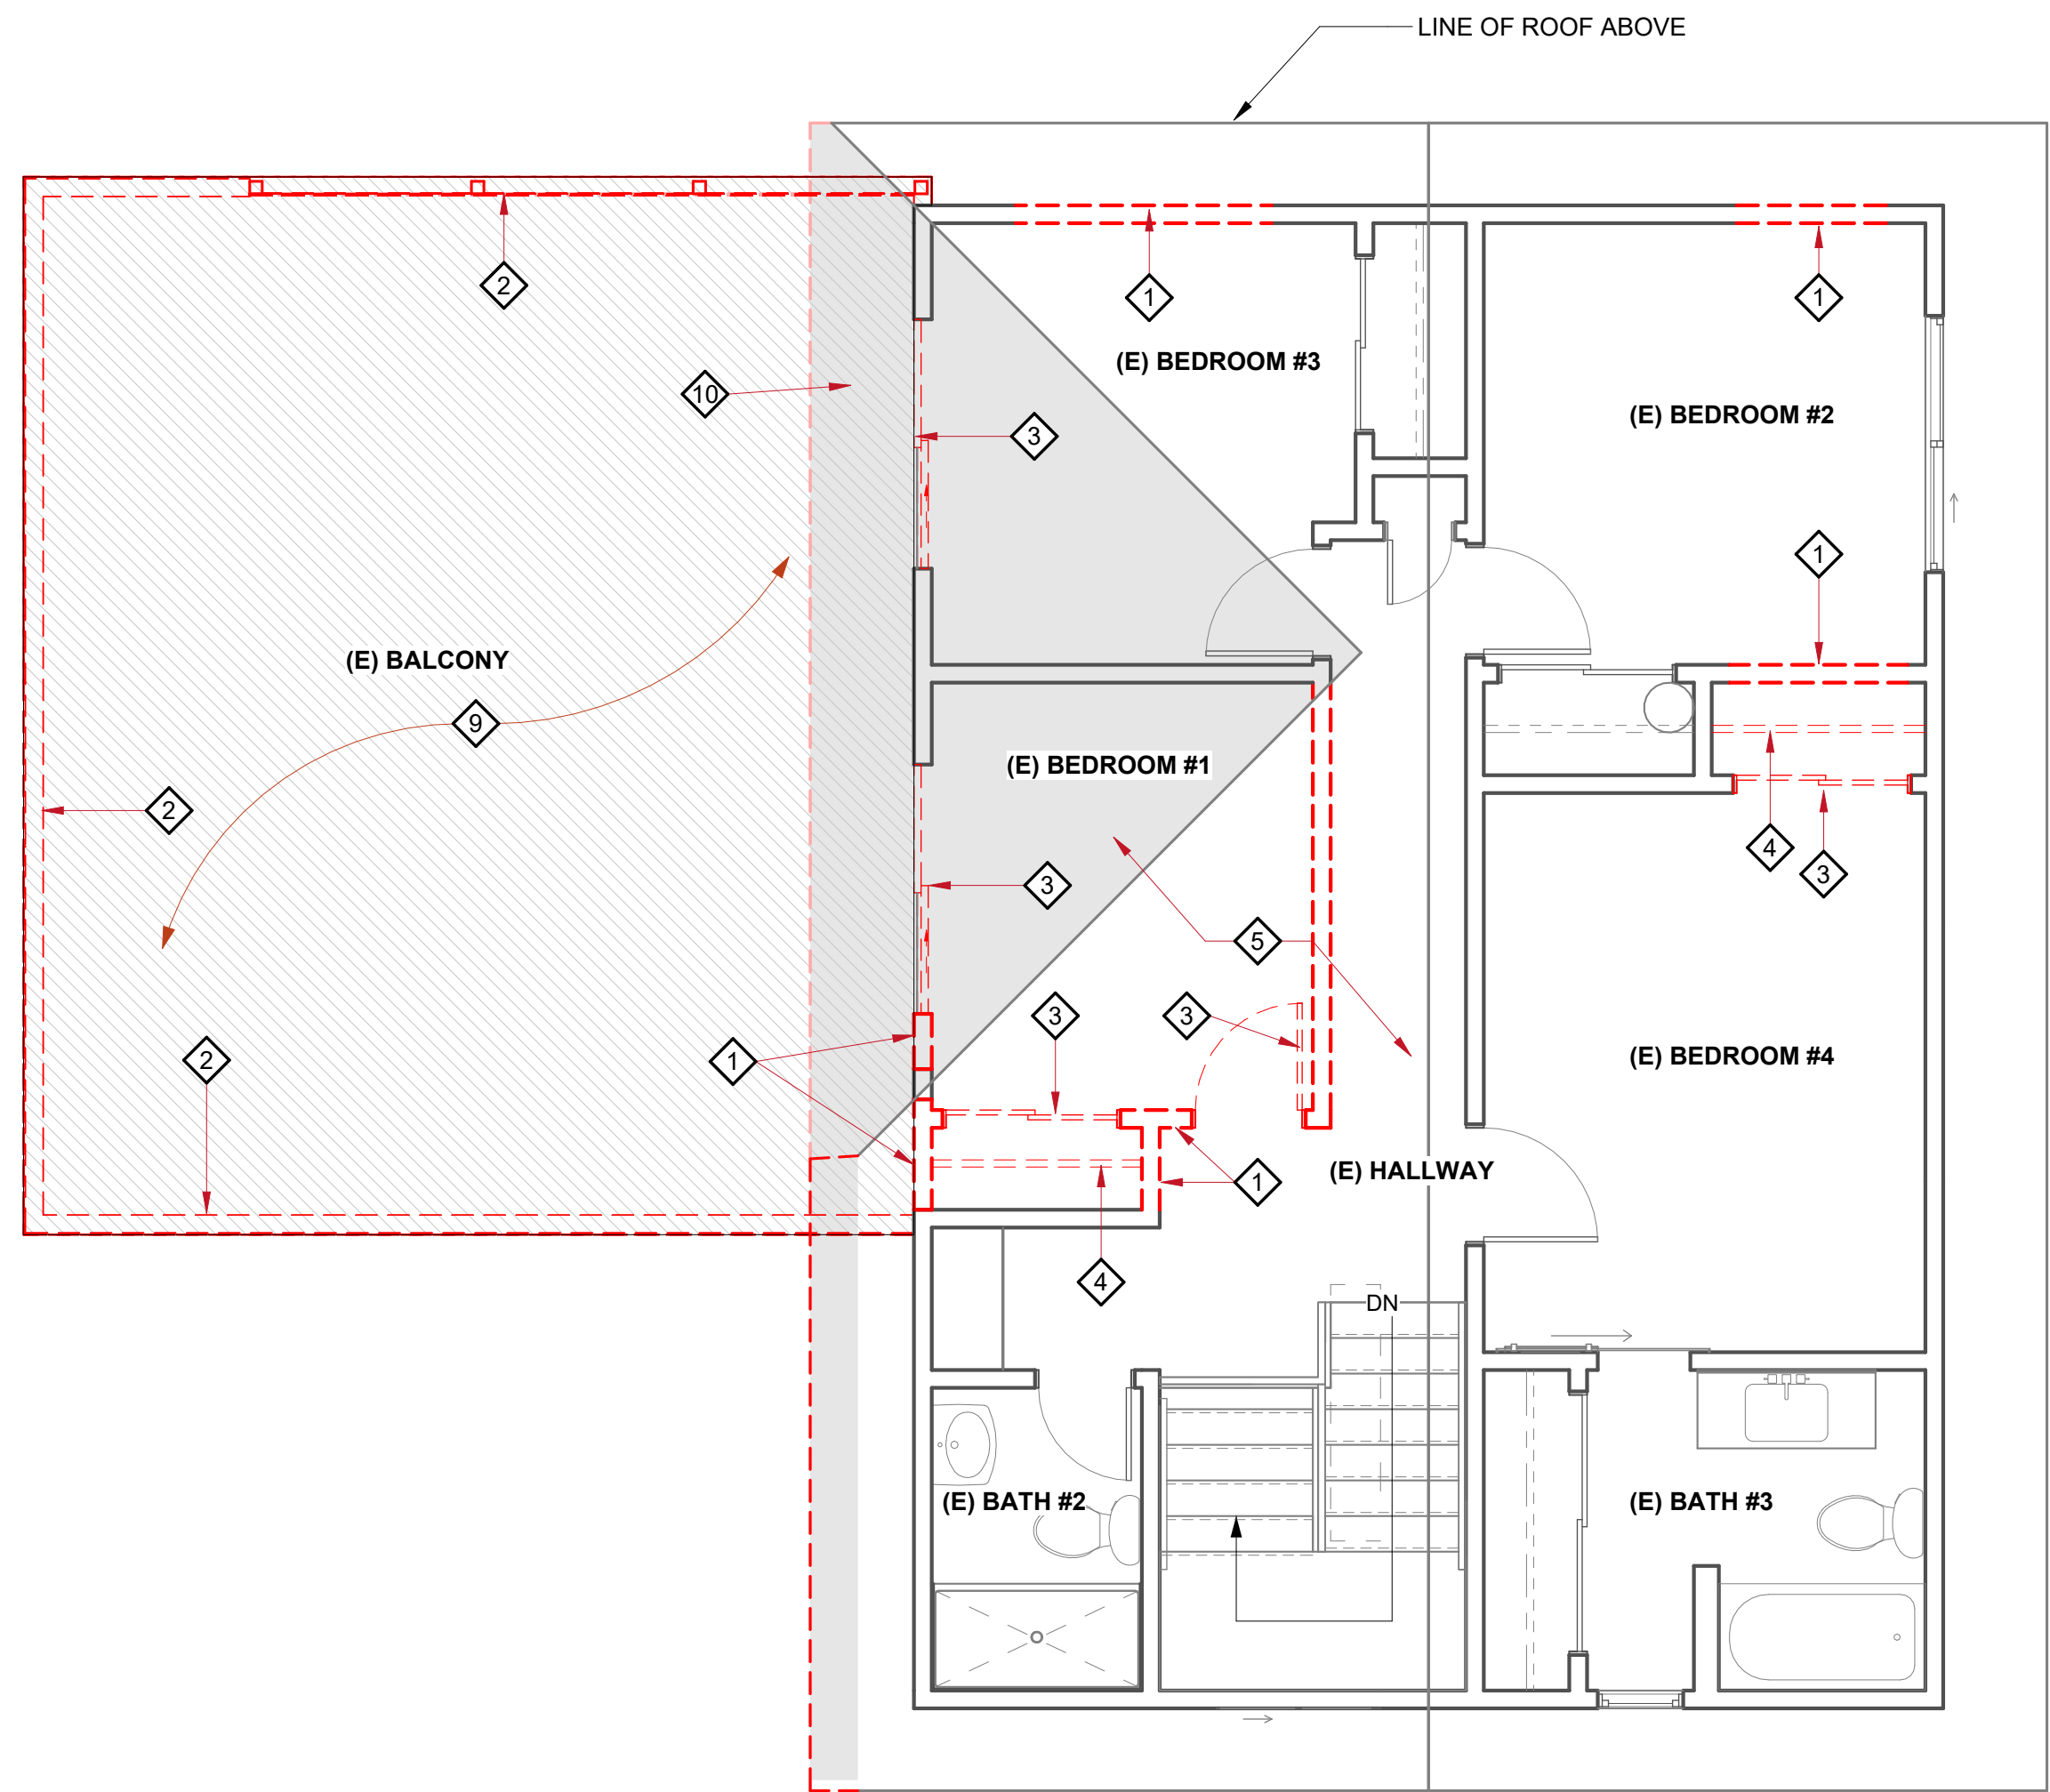 LINE OF ROOF ABOVE
2
1
1
(E) BEDROOM #3
10
(E) BEDROOM #2
3
1
(E) BALCONY
9
(E) BEDROOM #1
2
4
3
3
5
3
3
2
1
(E) BEDROOM #4
(E) HALLWAY
1
4
DN
(E) BATH #2
(E) BATH #3